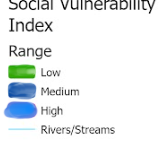 Social Vulnerability
Index
Range
Low
Medium
High
Rivers/Streams